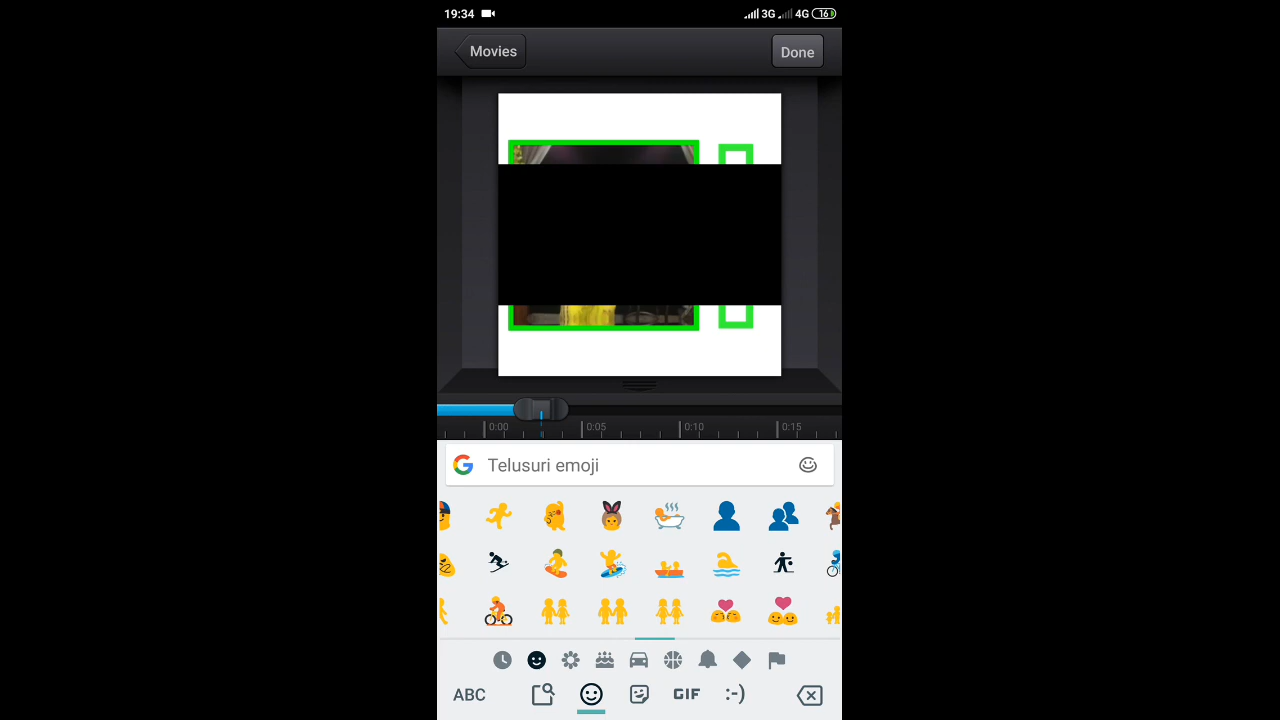 19:34 3G 4G 16
Movies Done
0:00 0:05 0:10 0:15
Telusuri emoji
ABC GIF :-)